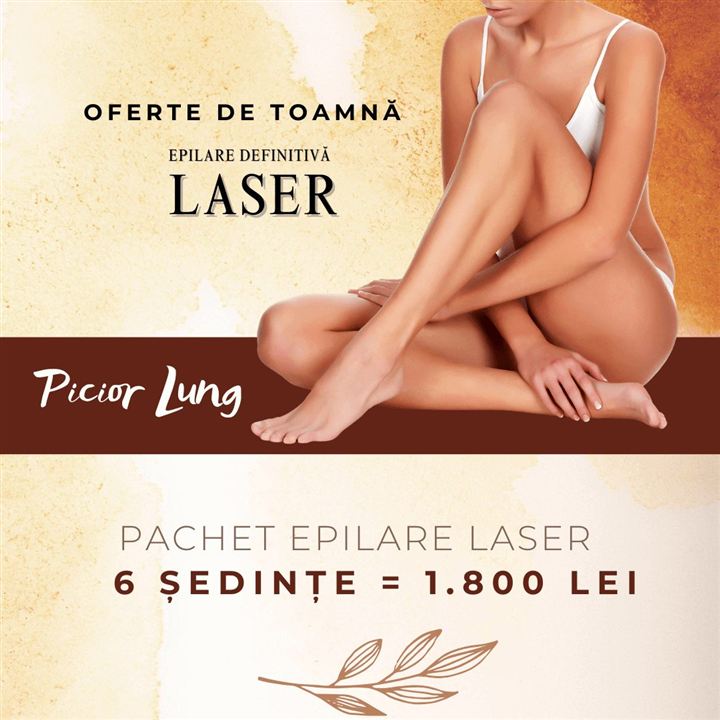 OFERTE DE TOAMNĂ
EPILARE DEFINITIVĂ
LASER
Picior Lung
PACHET EPILARE LASER
6 ȘEDINȚE = 1.800 LEI